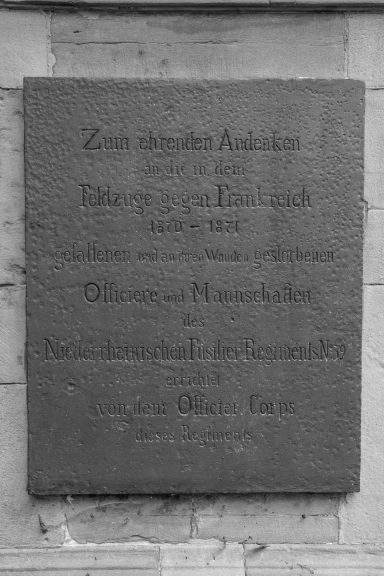 Zum ehrenden Andenken
an die in dem
Feldzuge gegen Frankreich
1870 – 1871
gefallenen und an ihren Wunden gestorbenen
Officiere und Mannschaften
des
Niederrheinischen Füsilier Regiments No 39
errichtet
von dem Officier Corps
dieses Regiments